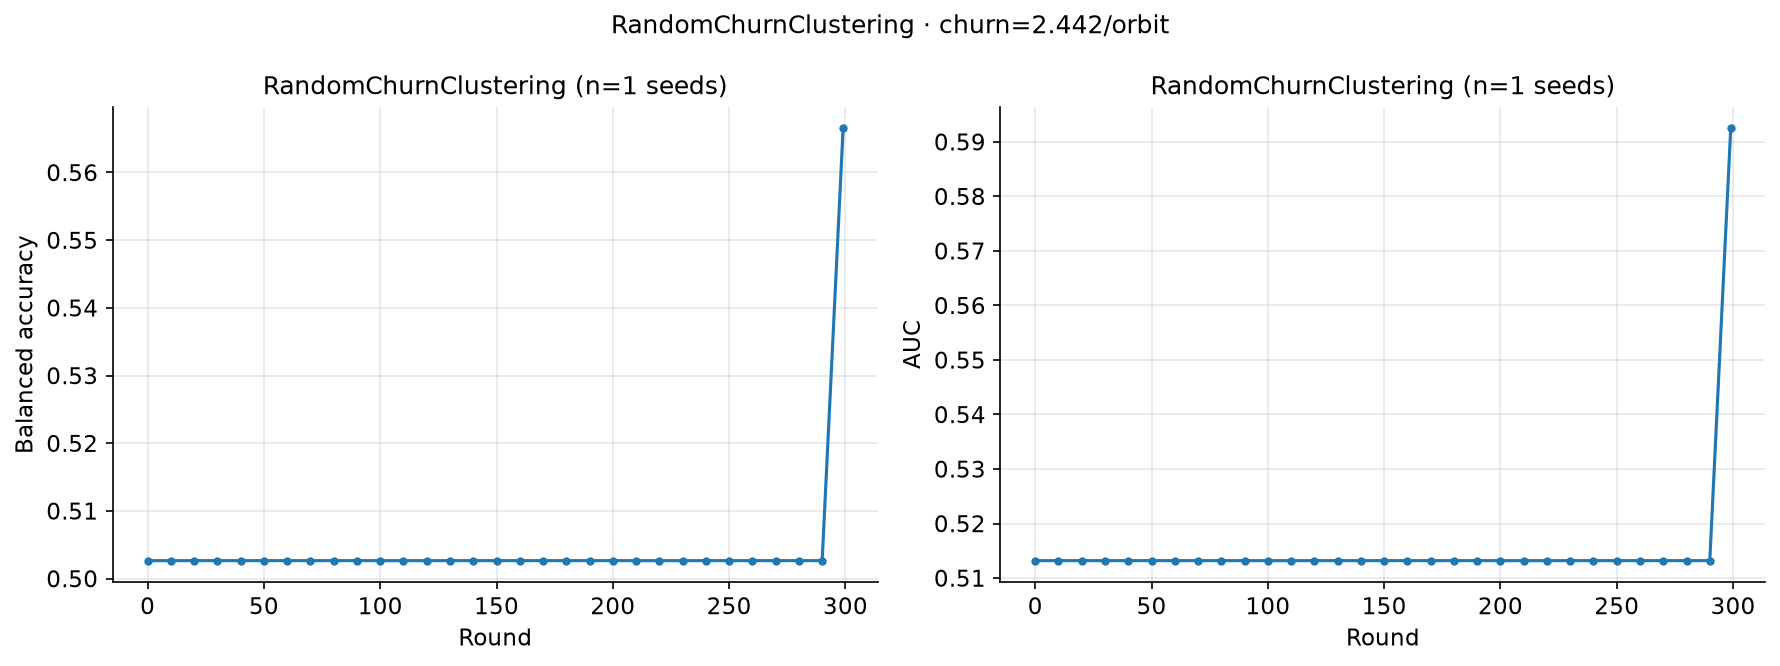 RandomChurnClustering · churn=2.442/orbit
RandomChurnClustering (n=1 seeds)
Balanced accuracy
0.56
0.55
0.54
0.53
0.52
0.51
0.50
0 50 100 150 200 250 300
Round
RandomChurnClustering (n=1 seeds)
AUC
0.59
0.58
0.57
0.56
0.55
0.54
0.53
0.52
0.51
0 50 100 150 200 250 300
Round